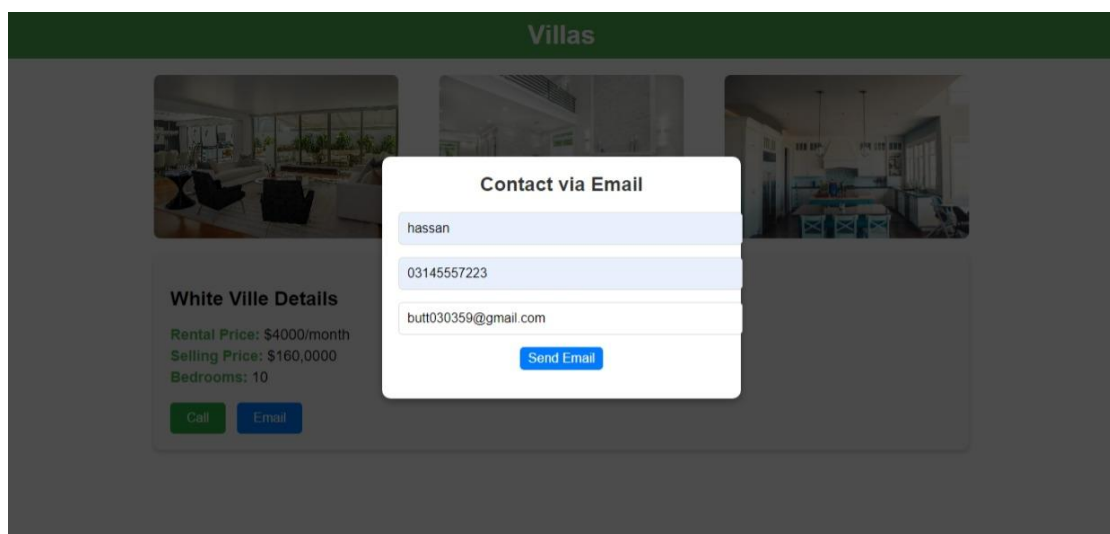 Villas
Contact via Email
hassan
03145557223
butt030359@gmail.com
Send Email
White Ville Details
Rental Price: $4000/month
Selling Price: $160,0000
Bedrooms: 10
Call Email